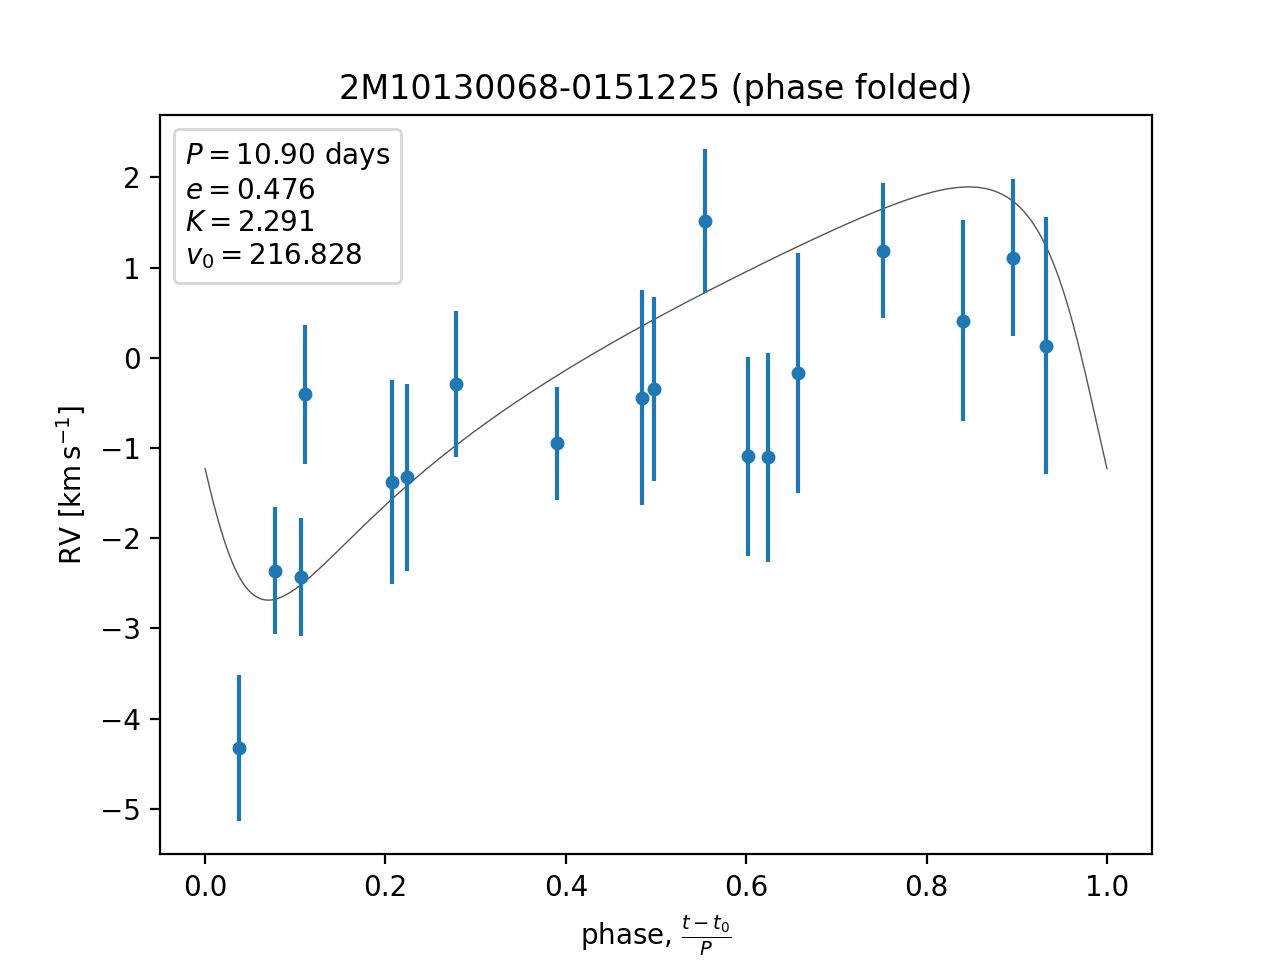 2M10130068-0151225 (phase folded)
P = 10.90 days
e = 0.476
K = 2.291
v₀ = 216.828
2
1
0
−1
−2
−3
−4
−5
RV [km s⁻¹]
0.0 0.2 0.4 0.6 0.8 1.0
phase, (t − t₀)/P